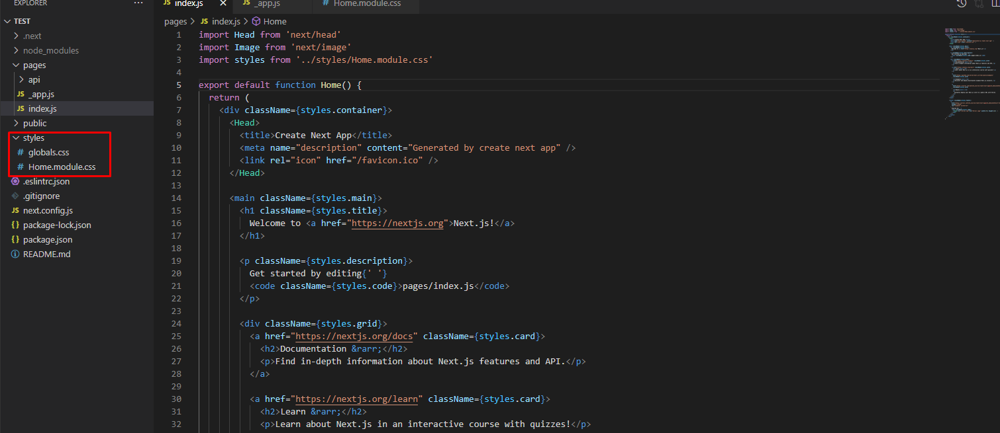 EXPLORER
TEST
.next
node_modules
pages
api
JS _app.js
JS index.js
public
styles
# globals.css
# Home.module.css
.eslintrc.json
.gitignore
JS next.config.js
{} package-lock.json
{} package.json
README.md
JS index.js JS _app.js # Home.module.css
pages > JS index.js > Home
1 import Head from 'next/head'
2 import Image from 'next/image'
3 import styles from '../styles/Home.module.css'
4
5 export default function Home() {
6 return (
7 <div className={styles.container}>
8 <Head>
9 <title>Create Next App</title>
10 <meta name="description" content="Generated by create next app" />
11 <link rel="icon" href="/favicon.ico" />
12 </Head>
13
14 <main className={styles.main}>
15 <h1 className={styles.title}>
16 Welcome to <a href="https://nextjs.org">Next.js!</a>
17 </h1>
18
19 <p className={styles.description}>
20 Get started by editing{' '}
21 <code className={styles.code}>pages/index.js</code>
22 </p>
23
24 <div className={styles.grid}>
25 <a href="https://nextjs.org/docs" className={styles.card}>
26 <h2>Documentation &rarr;</h2>
27 <p>Find in-depth information about Next.js features and API.</p>
28 </a>
29
30 <a href="https://nextjs.org/learn" className={styles.card}>
31 <h2>Learn &rarr;</h2>
32 <p>Learn about Next.js in an interactive course with quizzes!</p>